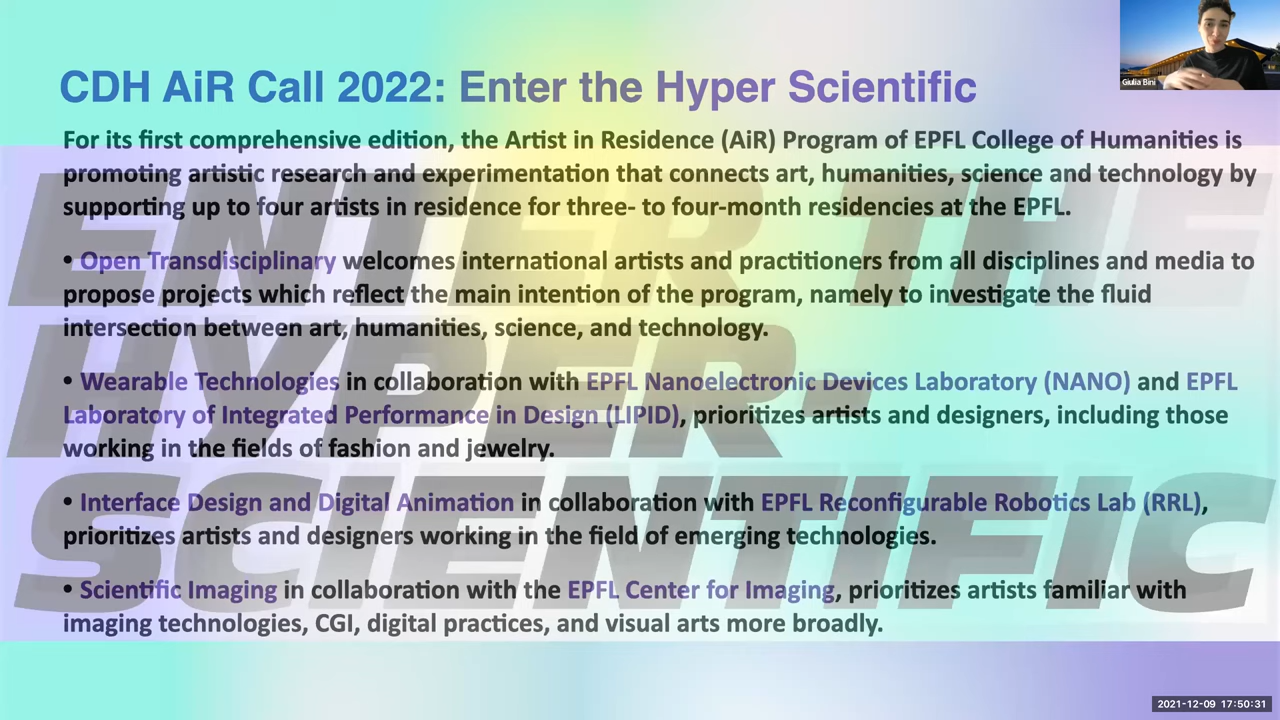 CDH AiR Call 2022: Enter the Hyper Scientific
Giulia Bini
For its first comprehensive edition, the Artist in Residence (AiR) Program of EPFL College of Humanities is
promoting artistic research and experimentation that connects art, humanities, science and technology by
supporting up to four artists in residence for three- to four-month residencies at the EPFL.
• Open Transdisciplinary welcomes international artists and practitioners from all disciplines and media to
propose projects which reflect the main intention of the program, namely to investigate the fluid
intersection between art, humanities, science, and technology.
• Wearable Technologies in collaboration with EPFL Nanoelectronic Devices Laboratory (NANO) and EPFL
Laboratory of Integrated Performance in Design (LIPID), prioritizes artists and designers, including those
working in the fields of fashion and jewelry.
• Interface Design and Digital Animation in collaboration with EPFL Reconfigurable Robotics Lab (RRL),
prioritizes artists and designers working in the field of emerging technologies.
• Scientific Imaging in collaboration with the EPFL Center for Imaging, prioritizes artists familiar with
imaging technologies, CGI, digital practices, and visual arts more broadly.
ENTER THE
HYPER-
SCIENTIFIC
2021-12-09 17:50:31